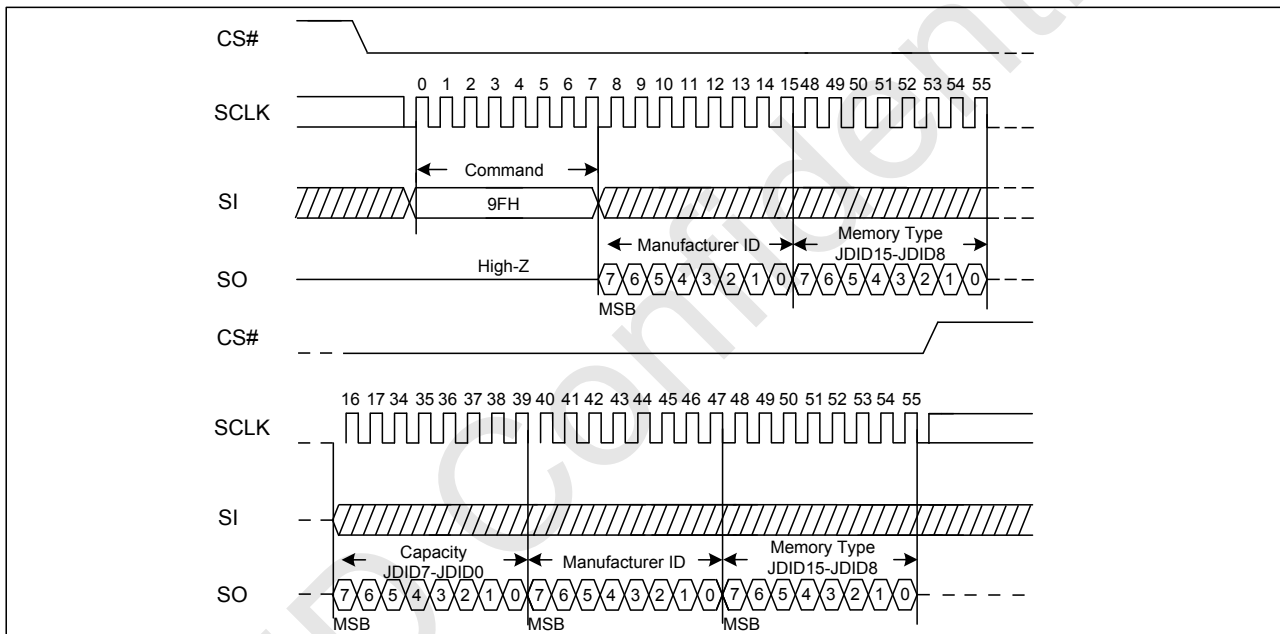 CS#
0 1 2 3 4 5 6 7 8 9 10 11 12 13 14 15 48 49 50 51 52 53 54 55
SCLK
Command
SI
9FH
Manufacturer ID
Memory Type
JDID15-JDID8
High-Z
SO
7 6 5 4 3 2 1 0 7 6 5 4 3 2 1 0
MSB
CS#
16 17 34 35 36 37 38 39 40 41 42 43 44 45 46 47 48 49 50 51 52 53 54 55
SCLK
SI
Capacity
JDID7-JDID0
Manufacturer ID
Memory Type
JDID15-JDID8
SO
7 6 5 4 3 2 1 0 7 6 5 4 3 2 1 0 7 6 5 4 3 2 1 0
MSB MSB MSB
D Confident